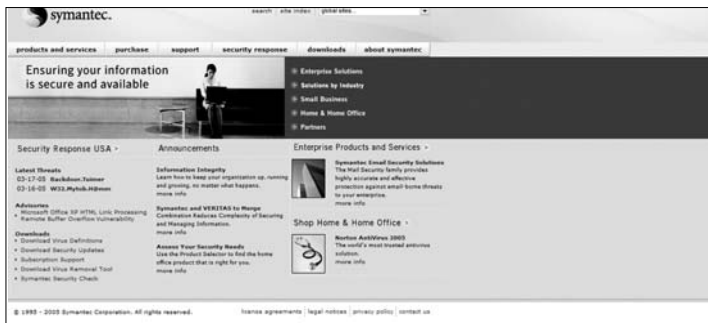 symantec.
search | site index | global sites...
products and services | purchase | support | security response | downloads | about symantec
Ensuring your information
is secure and available
Enterprise Solutions
Solutions by Industry
Small Business
Home & Home Office
Partners
Security Response USA
Latest Threats
03-17-05 Backdoor.Tuimer
03-16-05
Advisories
Microsoft Office XP HTML Link Processing
Remote Buffer Overflow Vulnerability
Downloads
Download Virus Definitions
Download Security Updates
Subscription Support
Download Virus Removal Tool
Symantec Security Check
Announcements
Information Integrity
Learn how to keep your organization up, running
and growing, no matter what happens.
more info
Symantec and VERITAS to Merge
Combination Reduces Complexity of Securing
and Managing Information.
more info
Assess Your Security Needs
Use the Product Selector to find the home
office product that is right for you.
more info
Enterprise Products and Services
Symantec Email Security Solutions
The Mail Security family provides
highly accurate and effective
protection against email-borne threats
to your enterprise.
more info
Shop Home & Home Office
Norton AntiVirus 2005
The world's most trusted antivirus
solution.
more info
© 1995 - 2005 Symantec Corporation. All rights reserved.
license agreements | legal notices | privacy policy | contact us